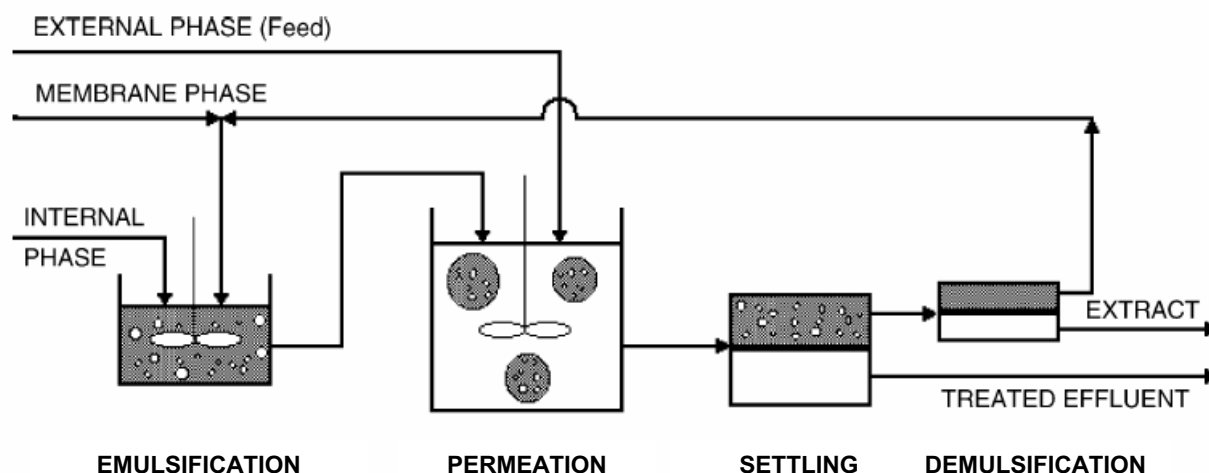 EXTERNAL PHASE (Feed)
MEMBRANE PHASE
INTERNAL
PHASE
EXTRACT
TREATED EFFLUENT
EMULSIFICATION
PERMEATION
SETTLING
DEMULSIFICATION